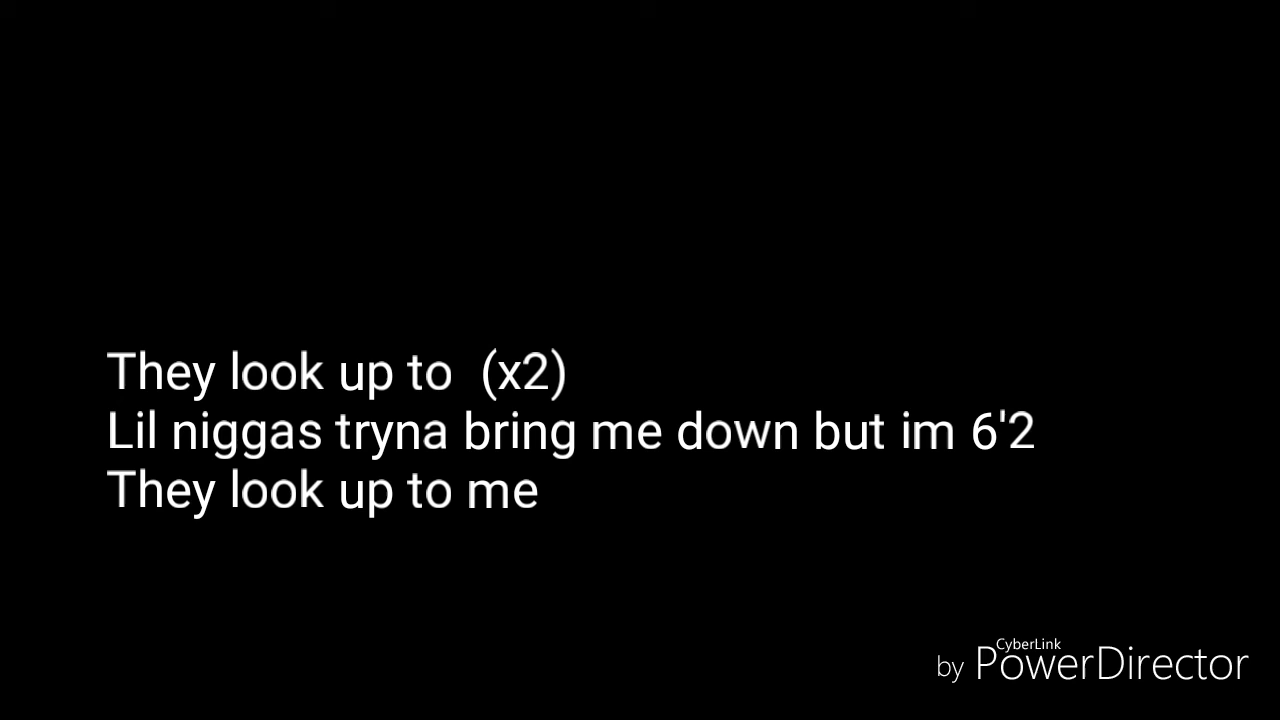 They look up to  (x2)
Lil niggas tryna bring me down but im 6'2
They look up to me
CyberLink
by PowerDirector